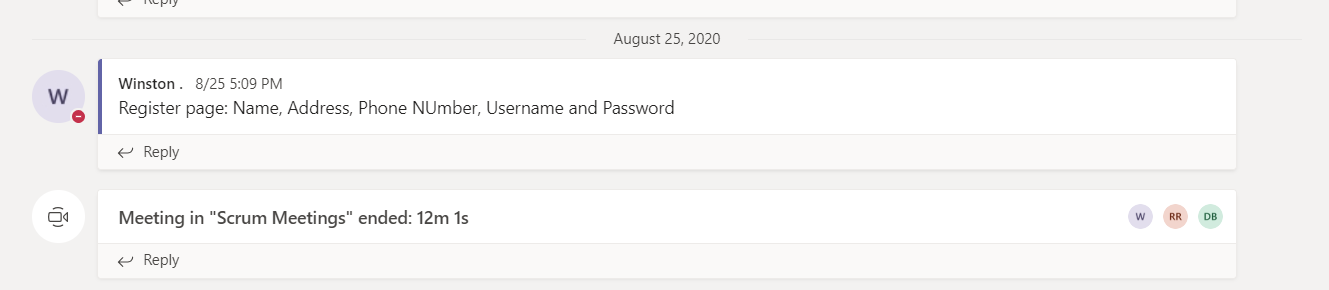 Reply
August 25, 2020
W
Winston . 8/25 5:09 PM
Register page: Name, Address, Phone NUmber, Username and Password
Reply
Meeting in "Scrum Meetings" ended: 12m 1s
W RR DB
Reply